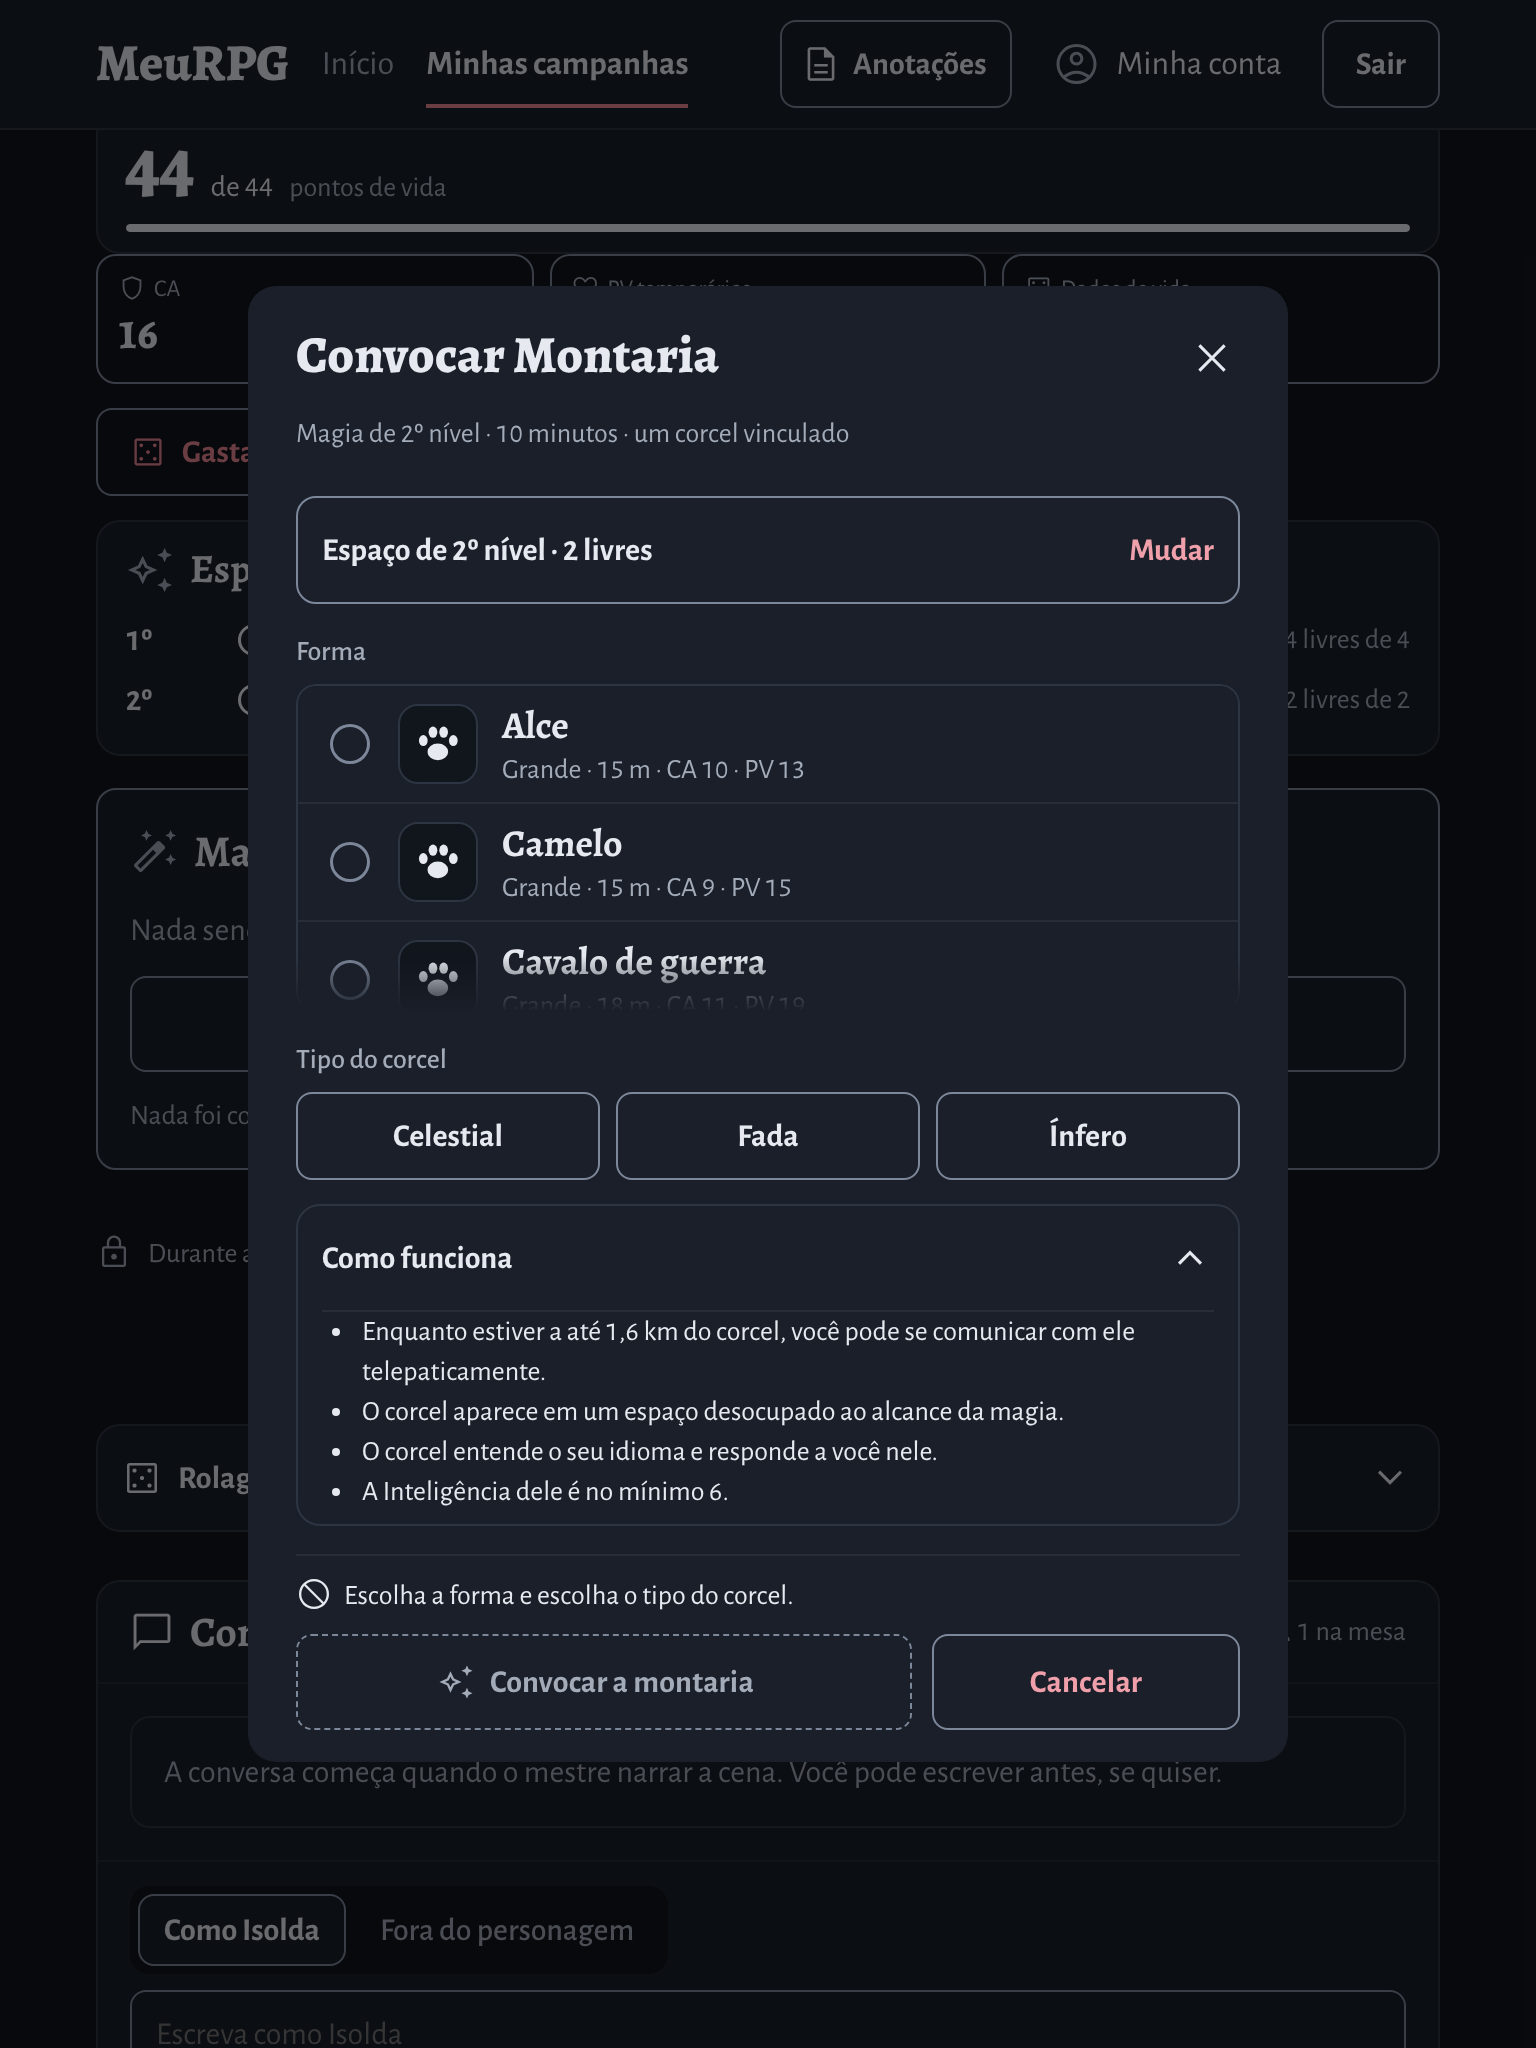 MeuRPG Início Minhas campanhas Anotações Minha conta Sair
44 de 44 pontos de vida
CA
16
Convocar Montaria
Magia de 2º nível · 10 minutos · um corcel vinculado
Espaço de 2º nível · 2 livres Mudar
1º 4 livres de 4
2º 2 livres de 2
Forma
Alce
Grande · 15 m · CA 10 · PV 13
Camelo
Grande · 15 m · CA 9 · PV 15
Cavalo de guerra
Grande · 18 m · CA 11 · PV 19
Nada
Nada foi
Tipo do corcel
Celestial Fada Ínfero
Durante
Como funciona
• Enquanto estiver a até 1,6 km do corcel, você pode se comunicar com ele
telepaticamente.
• O corcel aparece em um espaço desocupado ao alcance da magia.
• O corcel entende o seu idioma e responde a você nele.
• A Inteligência dele é no mínimo 6.
Escolha a forma e escolha o tipo do corcel.
1 na mesa
Convocar a montaria Cancelar
A conversa começa quando o mestre narrar a cena. Você pode escrever antes, se quiser.
Como Isolda Fora do personagem
Escreva como Isolda